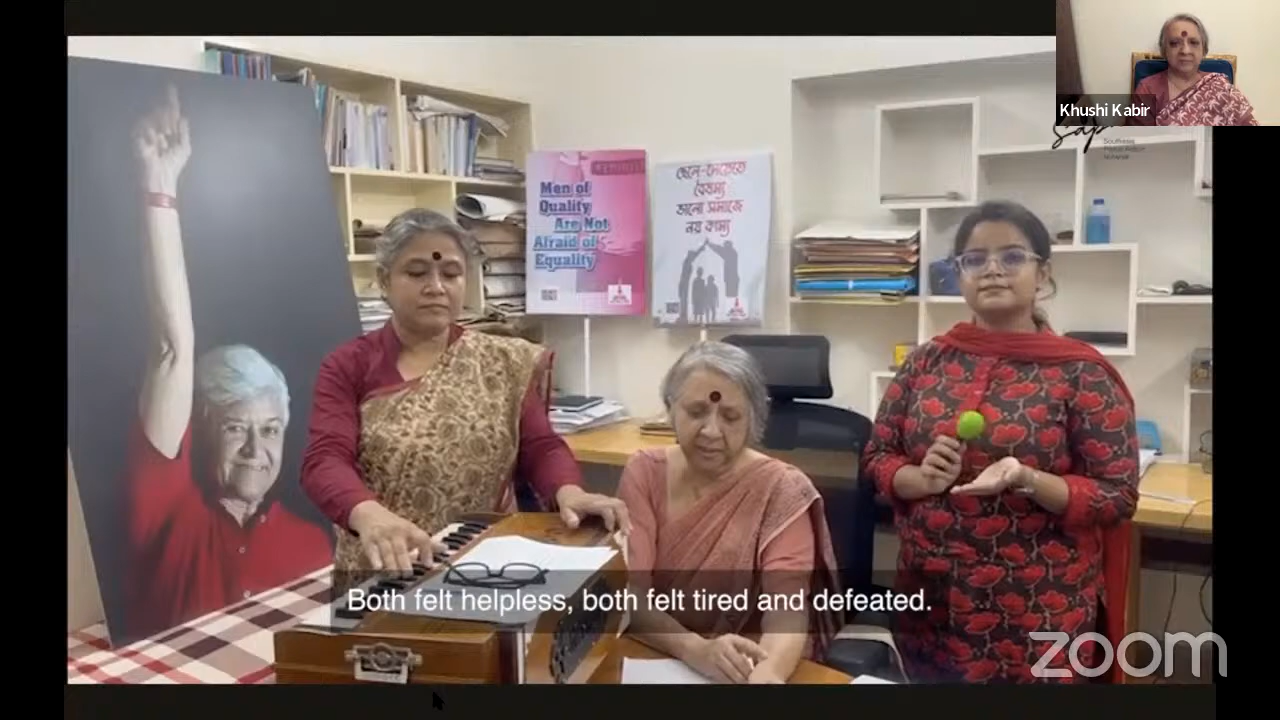 Khushi Kabir
Men of
Quality
Are Not
Afraid of
Equality
ছেলে-মেয়েতে
বৈষম্য
ভালো সমাজে
নয় কাম্য
Both felt helpless, both felt tired and defeated.
zoom